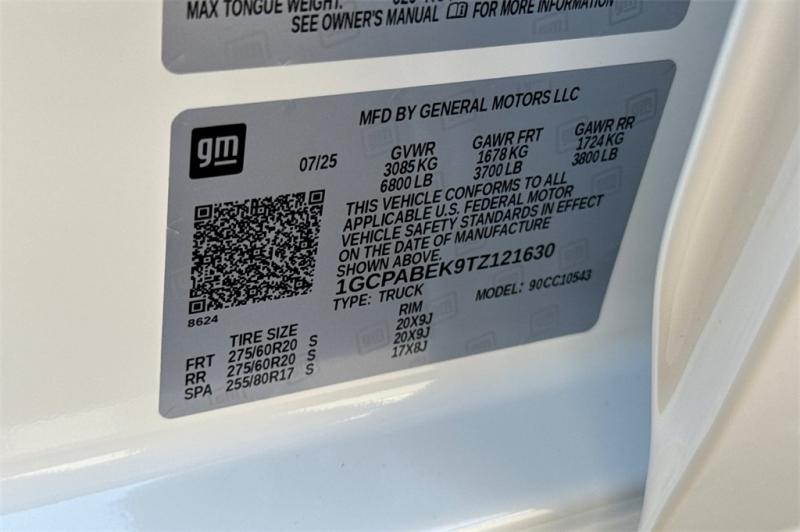 MAX TONGUE WEIGHT:
SEE OWNER'S MANUAL FOR MORE INFORMATION
MFD BY GENERAL MOTORS LLC
gm
07/25
GVWR GAWR FRT GAWR RR
3085 KG 1678 KG 1724 KG
6800 LB 3700 LB 3800 LB
THIS VEHICLE CONFORMS TO ALL
APPLICABLE U.S. FEDERAL MOTOR
VEHICLE SAFETY STANDARDS IN EFFECT
ON THE DATE OF MANUFACTURE
SHOWN ABOVE.
1GCPABEK9TZ121630
TYPE: TRUCK MODEL: 90CC10543
8624
TIRE SIZE RIM
FRT 275/60R20 S 20X9J
RR 275/60R20 S 20X9J
SPA 255/80R17 S 17X8J